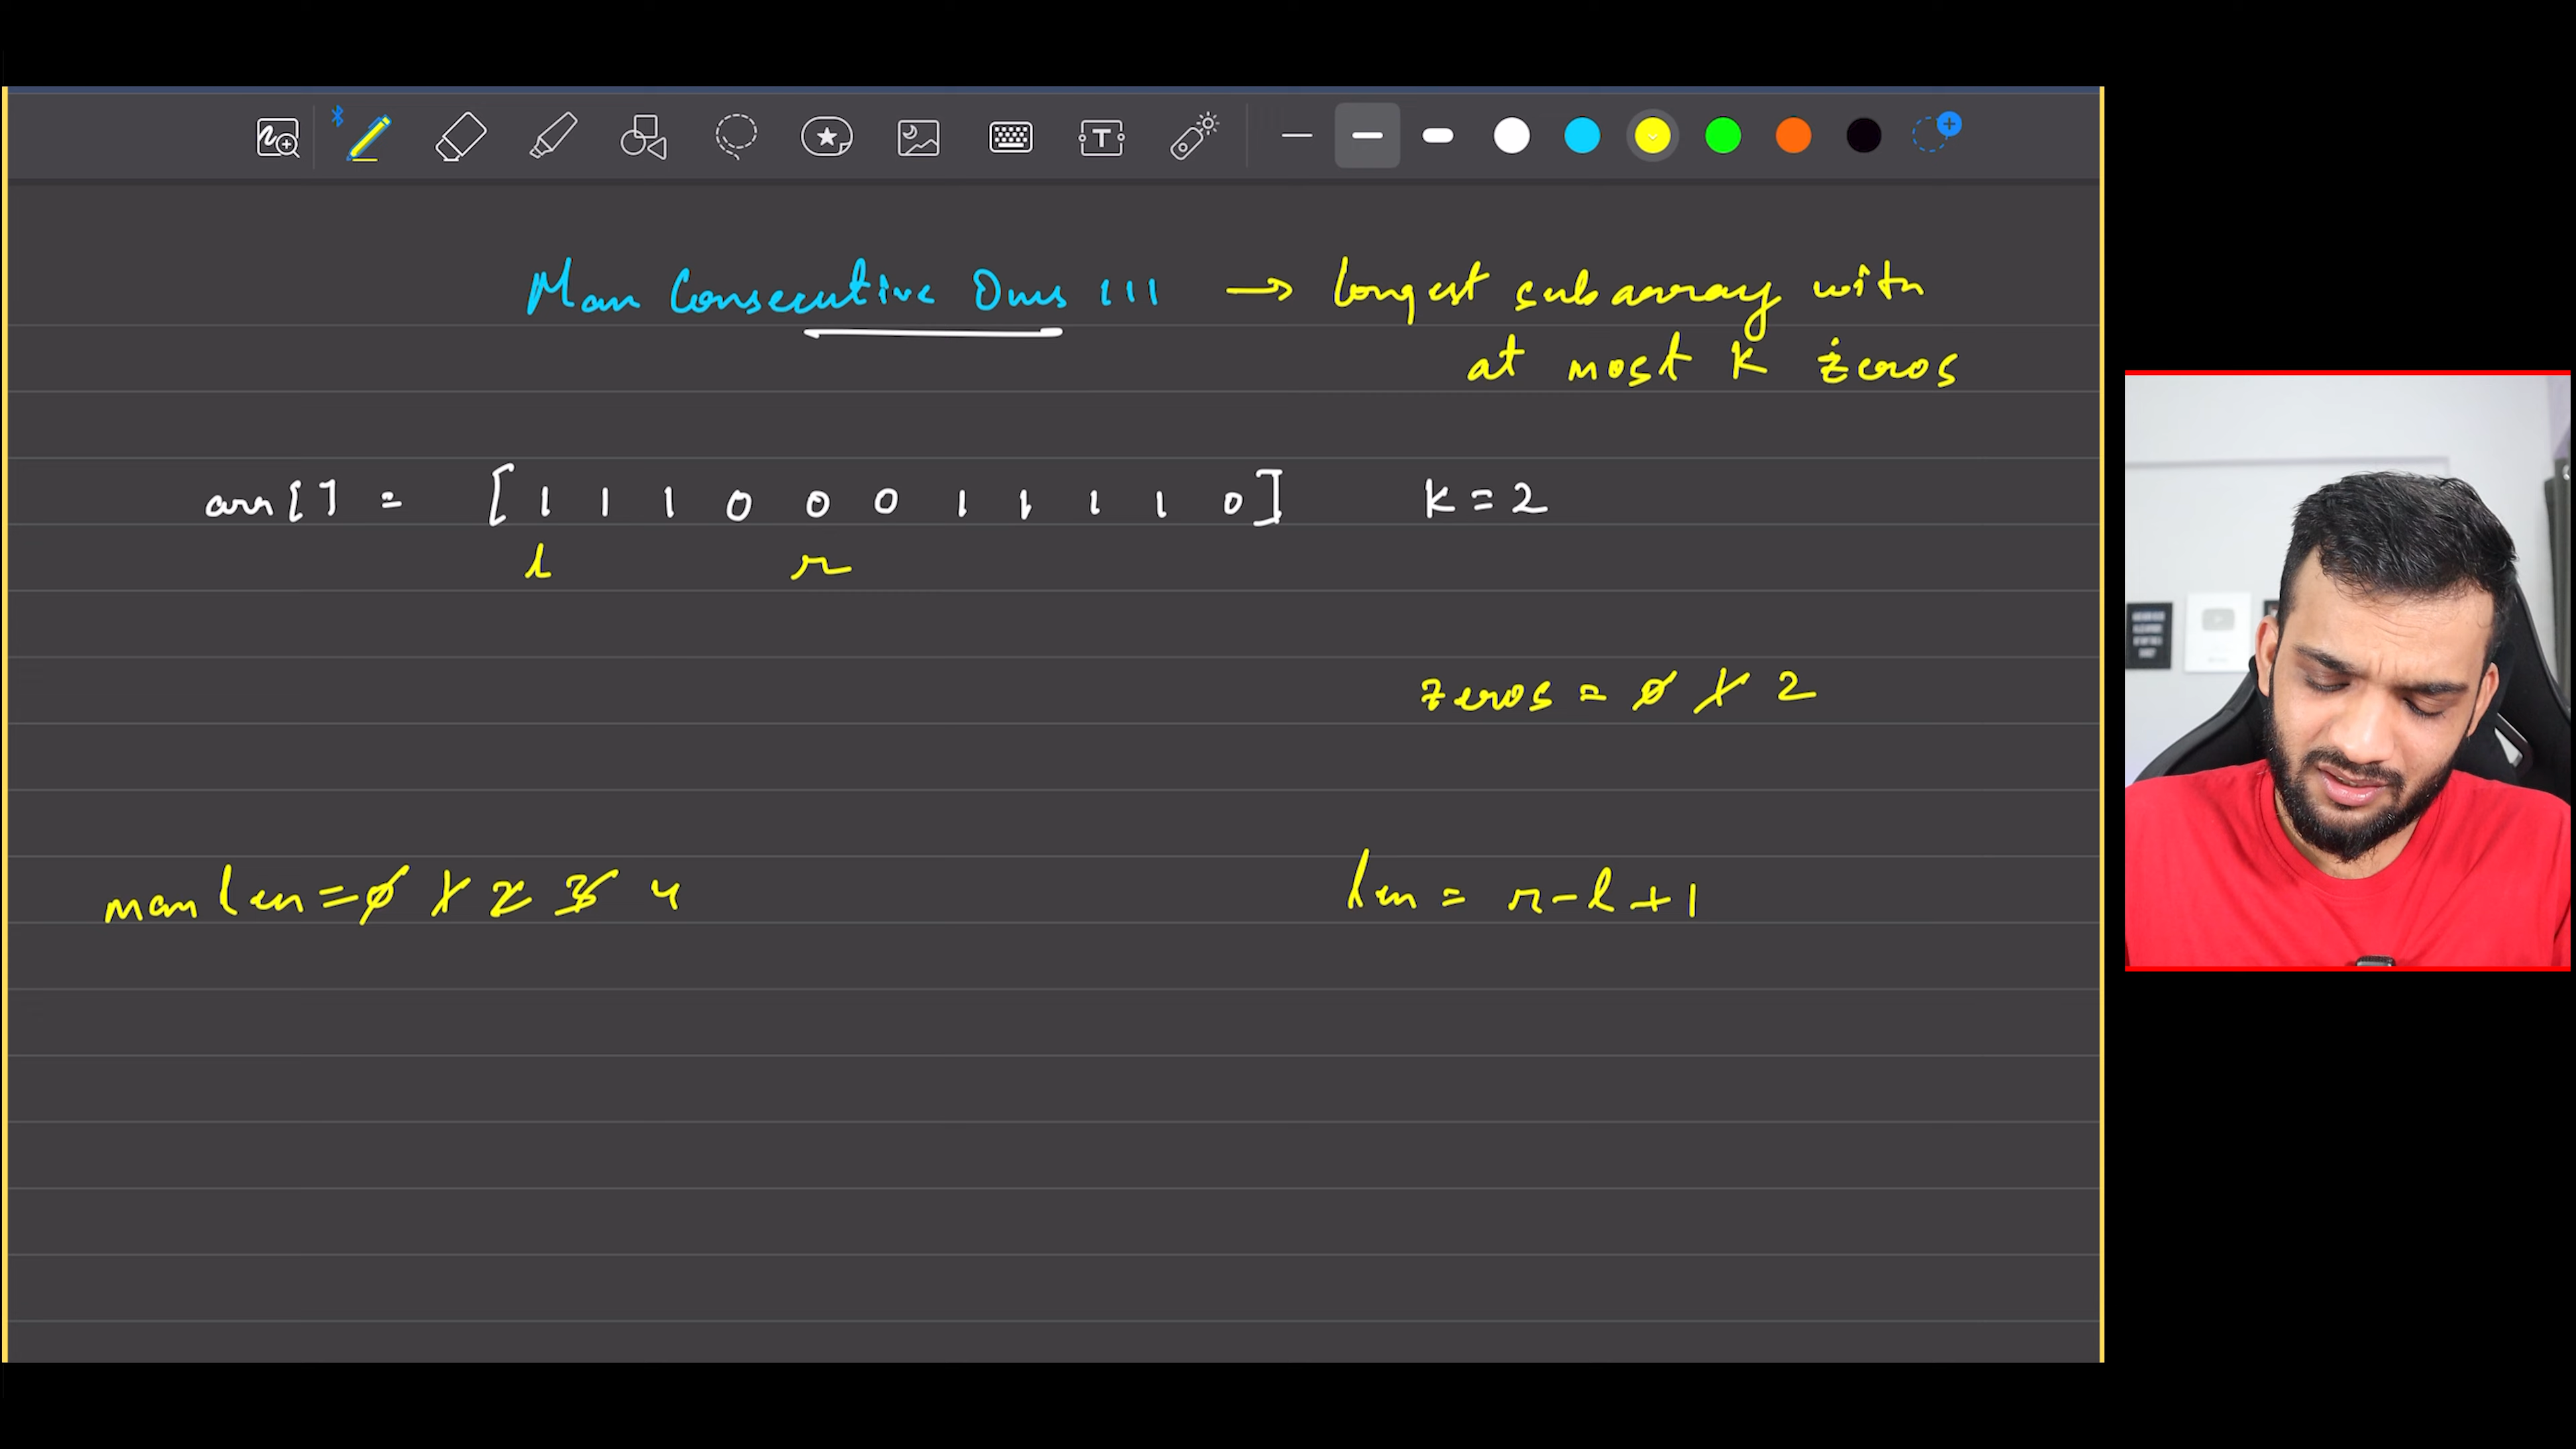 Max Consecutive Ones III → longest subarray with
at most K zeros
arr[] = [1 1 1 0 0 0 1 1 1 1 0] K = 2
l r
zeros = 0 1 2
maxlen = 0 1 2 3 4
len = r - l + 1